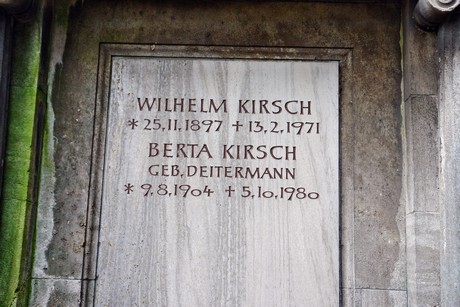 WILHELM KIRSCH
* 25.11.1897 + 13.2.1971
BERTA KIRSCH
GEB. DEITERMANN
* 9.8.1904 + 5.10.1980